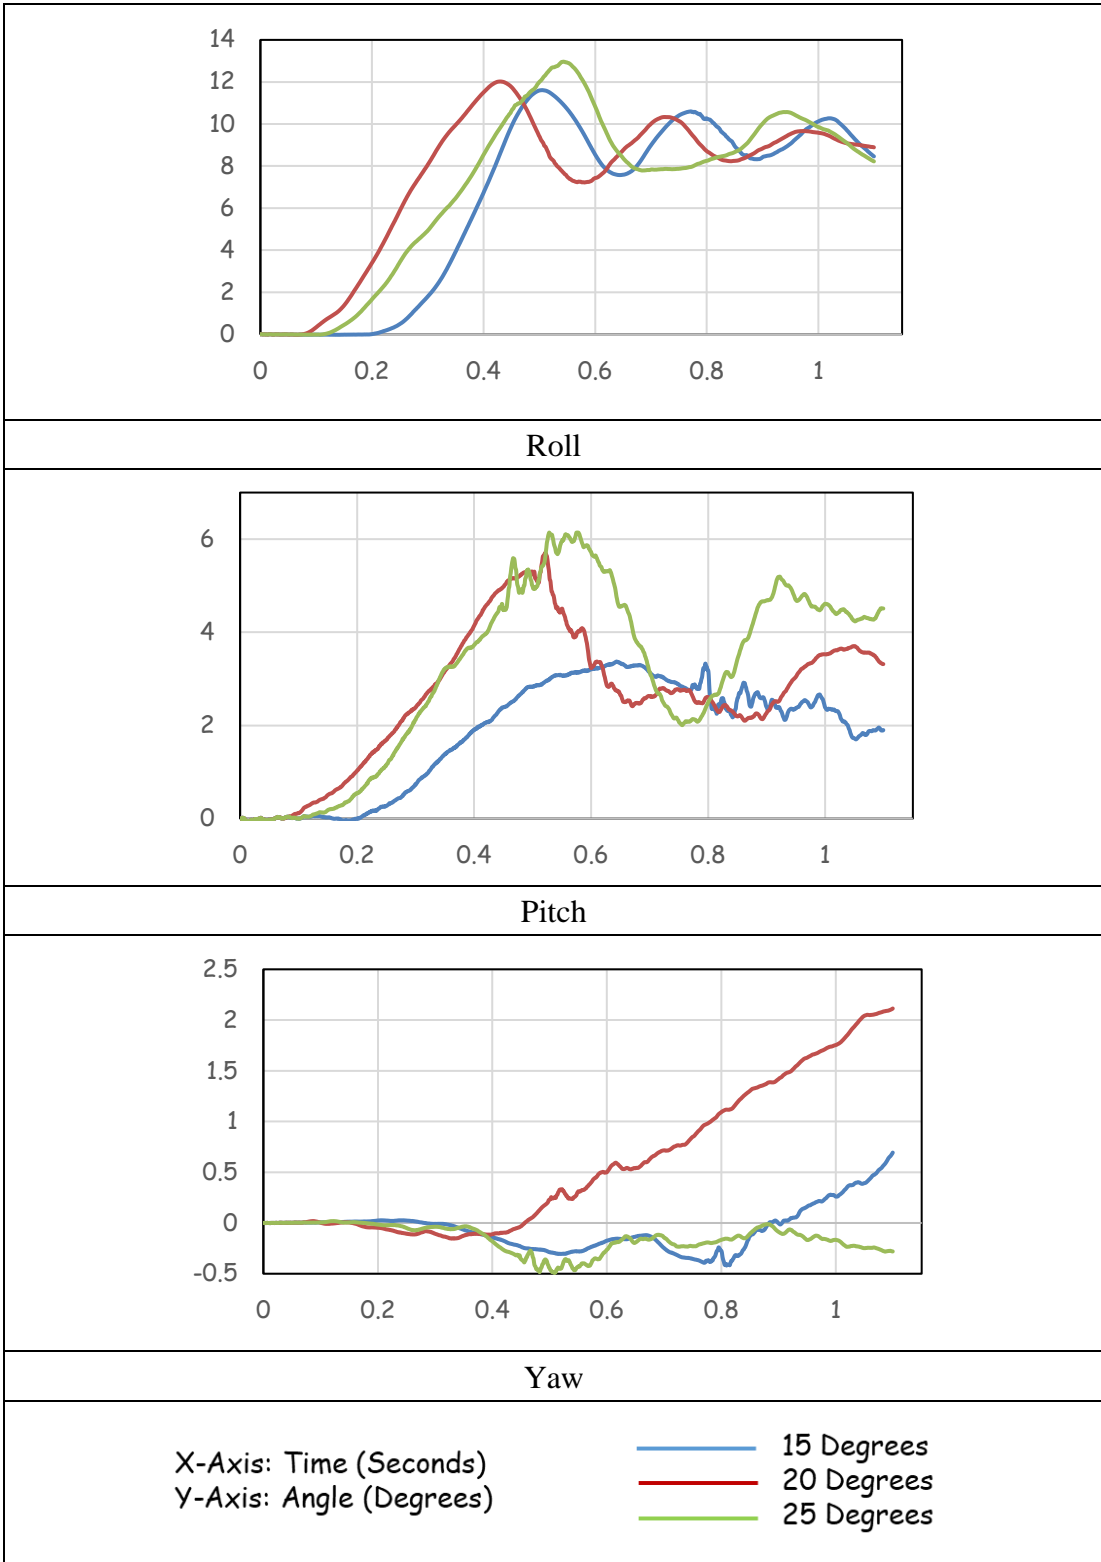 14
12
10
8
6
4
2
0
0 0.2 0.4 0.6 0.8 1
Roll
6
4
2
0
0 0.2 0.4 0.6 0.8 1
Pitch
2.5
2
1.5
1
0.5
0
-0.5
0 0.2 0.4 0.6 0.8 1
Yaw
X-Axis: Time (Seconds)
Y-Axis: Angle (Degrees)
15 Degrees
20 Degrees
25 Degrees